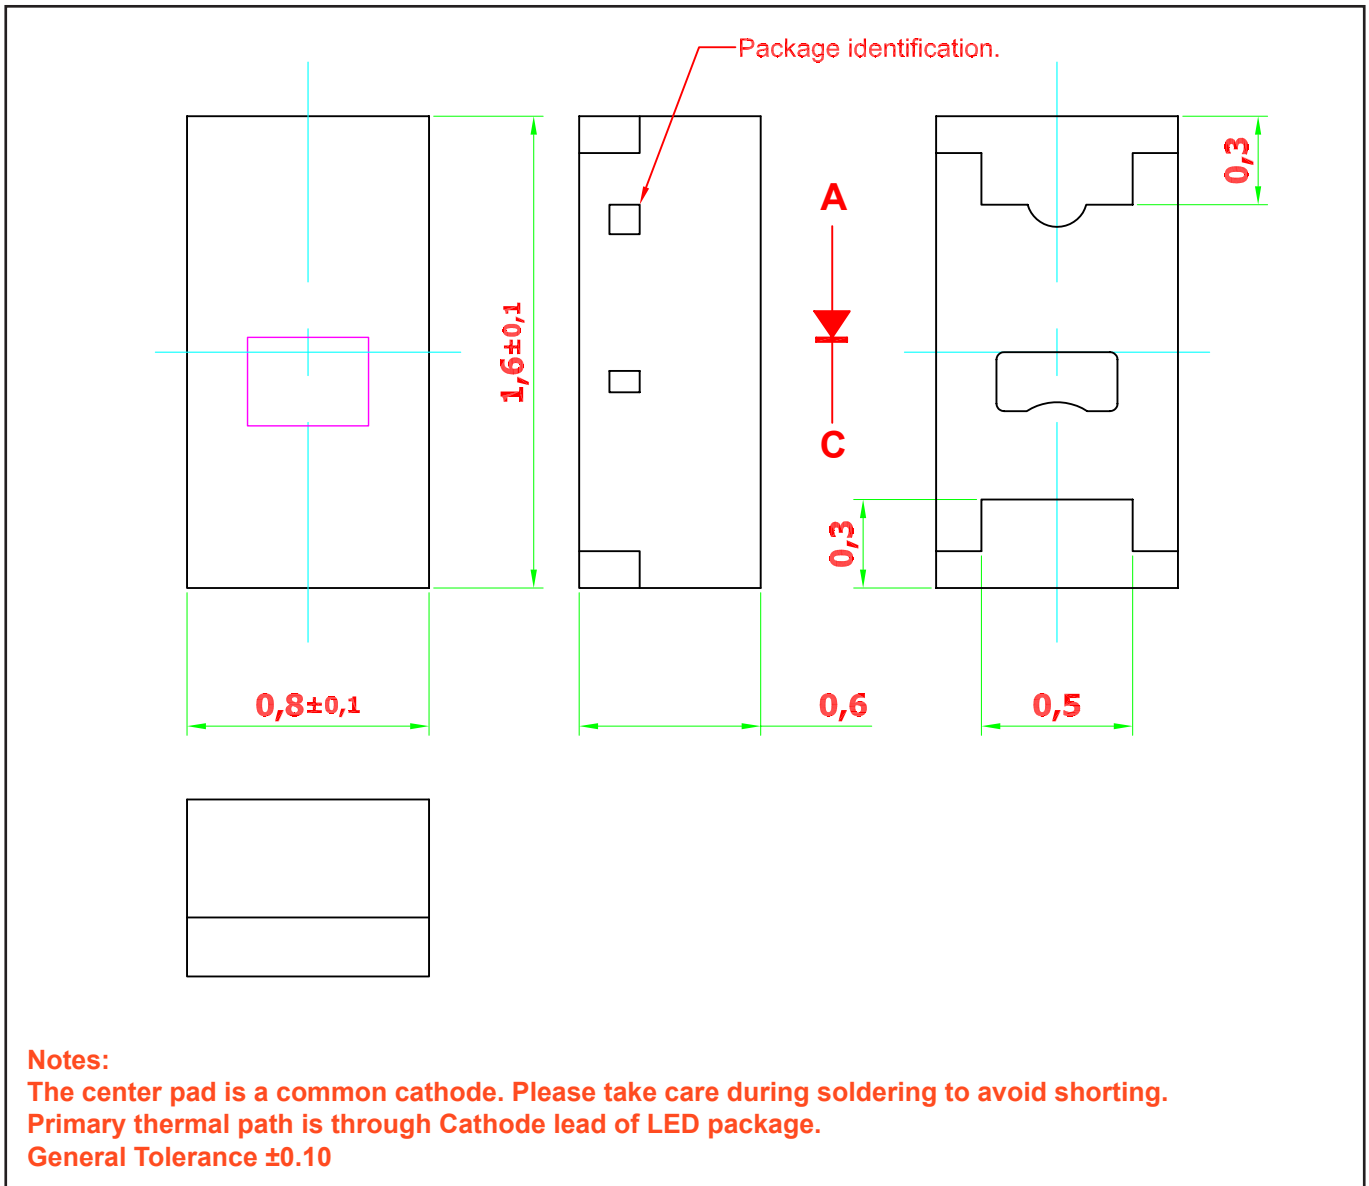 Package identification.
0,3
A
1,6±0,1
C
0,3
0,8±0,1
0,6
0,5
Notes:
The center pad is a common cathode. Please take care during soldering to avoid shorting.
Primary thermal path is through Cathode lead of LED package.
General Tolerance ±0.10